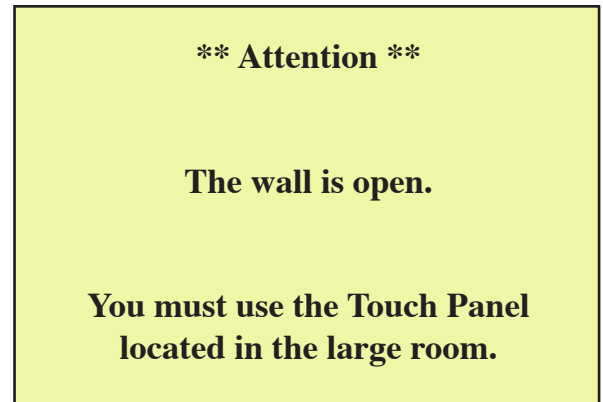 ** Attention **
The wall is open.
You must use the Touch Panel
located in the large room.